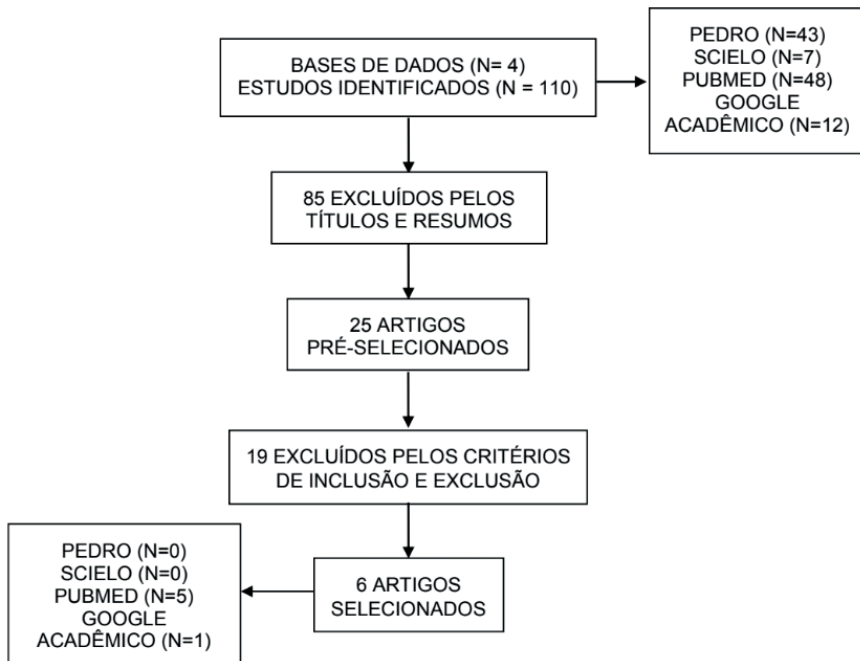 BASES DE DADOS (N= 4)
ESTUDOS IDENTIFICADOS (N = 110)
PEDRO (N=43)
SCIELO (N=7)
PUBMED (N=48)
GOOGLE
ACADÊMICO (N=12)
85 EXCLUÍDOS PELOS
TÍTULOS E RESUMOS
25 ARTIGOS
PRÉ-SELECIONADOS
19 EXCLUÍDOS PELOS CRITÉRIOS
DE INCLUSÃO E EXCLUSÃO
6 ARTIGOS
SELECIONADOS
PEDRO (N=0)
SCIELO (N=0)
PUBMED (N=5)
GOOGLE
ACADÊMICO (N=1)